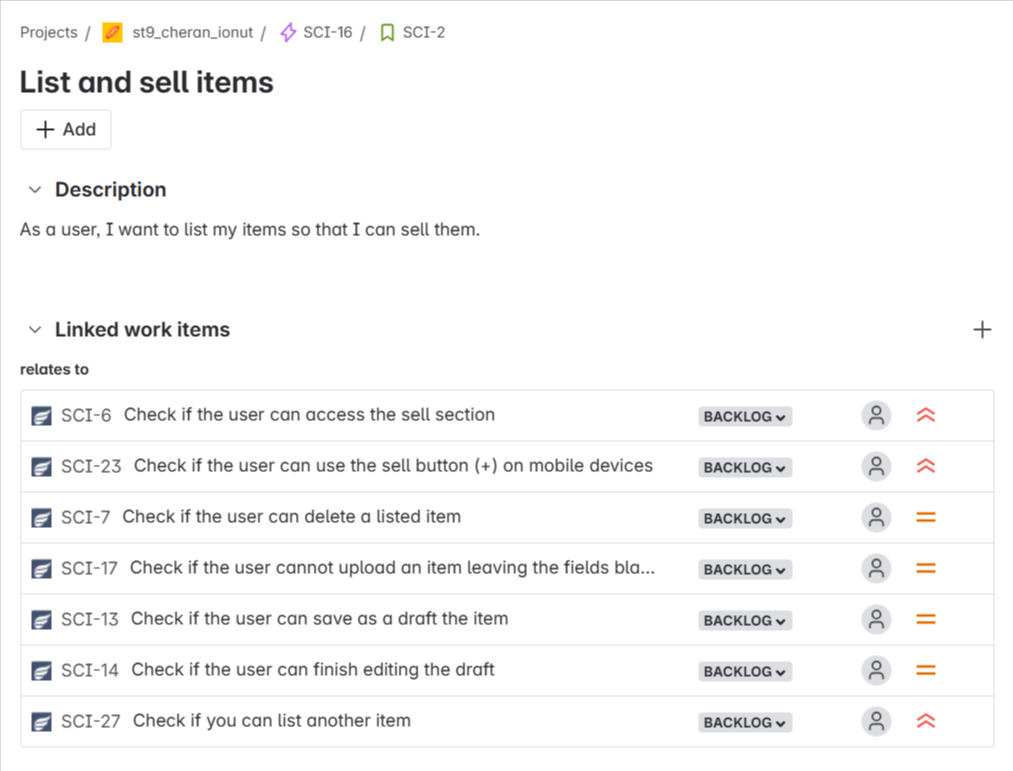 Projects / st9_cheran_ionut / SCI-16 / SCI-2
List and sell items
Add
Description
As a user, I want to list my items so that I can sell them.
Linked work items
relates to
SCI-6 Check if the user can access the sell section BACKLOG
SCI-23 Check if the user can use the sell button (+) on mobile devices BACKLOG
SCI-7 Check if the user can delete a listed item BACKLOG
SCI-17 Check if the user cannot upload an item leaving the fields bla... BACKLOG
SCI-13 Check if the user can save as a draft the item BACKLOG
SCI-14 Check if the user can finish editing the draft BACKLOG
SCI-27 Check if you can list another item BACKLOG